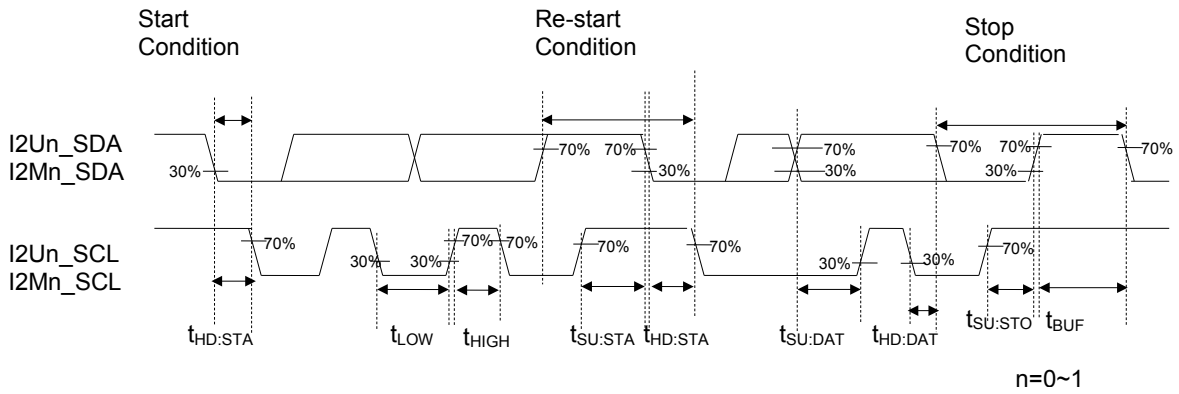 Start
Condition
Re-start
Condition
Stop
Condition
I2Un_SDA
I2Mn_SDA
30%
70%
70%
30%
70%
30%
70%
30%
70%
70%
I2Un_SCL
I2Mn_SCL
70%
30%
30%
70%
70%
70%
70%
30%
30%
70%
tHD:STA
tLOW
tHIGH
tSU:STA
tHD:STA
tSU:DAT
tHD:DAT
tSU:STO
tBUF
n=0~1